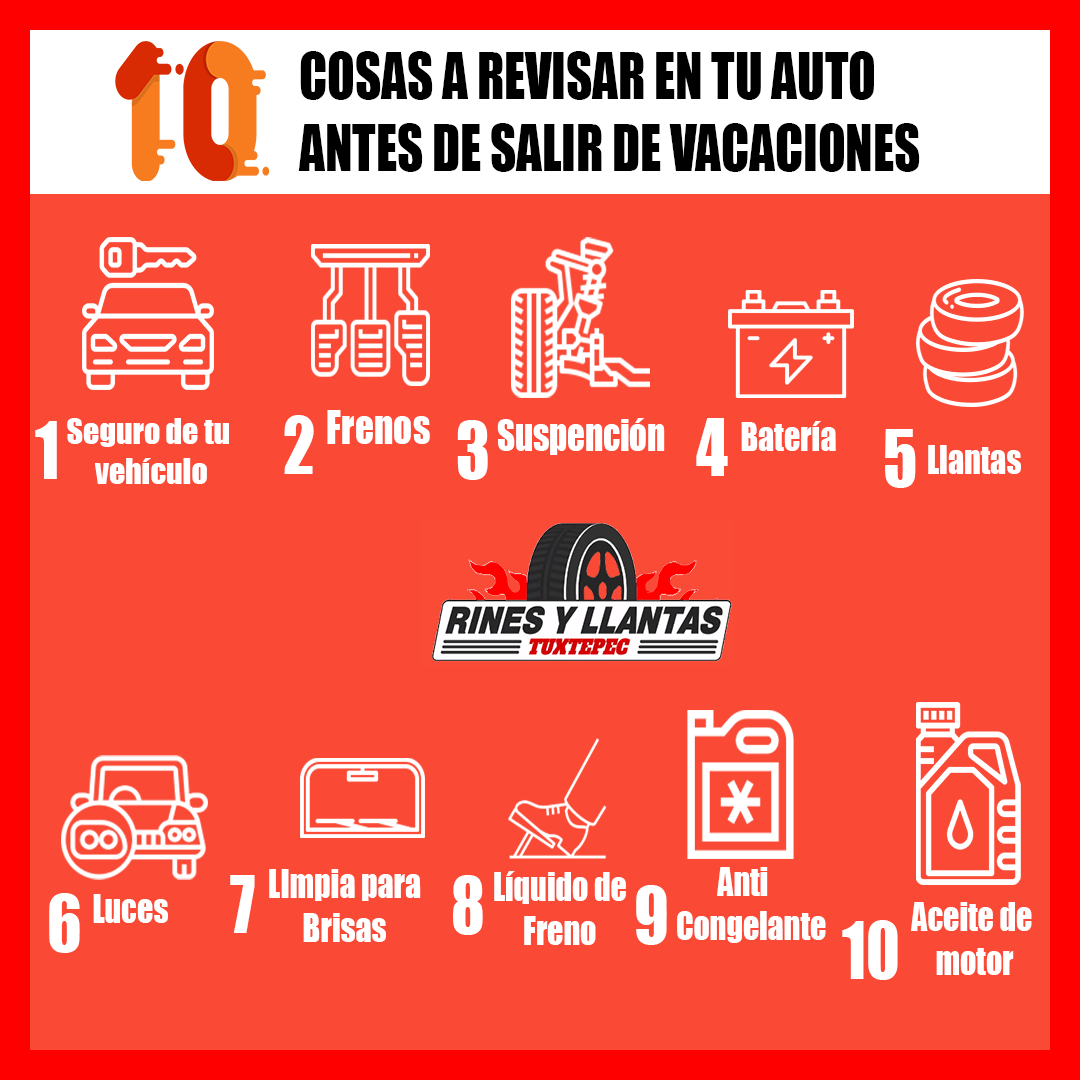 10 COSAS A REVISAR EN TU AUTO
ANTES DE SALIR DE VACACIONES
1 Seguro de tu
vehículo
2 Frenos
3 Suspención
4 Batería
5 Llantas
RINES Y LLANTAS
TUXTEPEC
6 Luces
7 LImpia para
Brisas
8 Líquido de
Freno
9 Anti
Congelante
10 Aceite de
motor